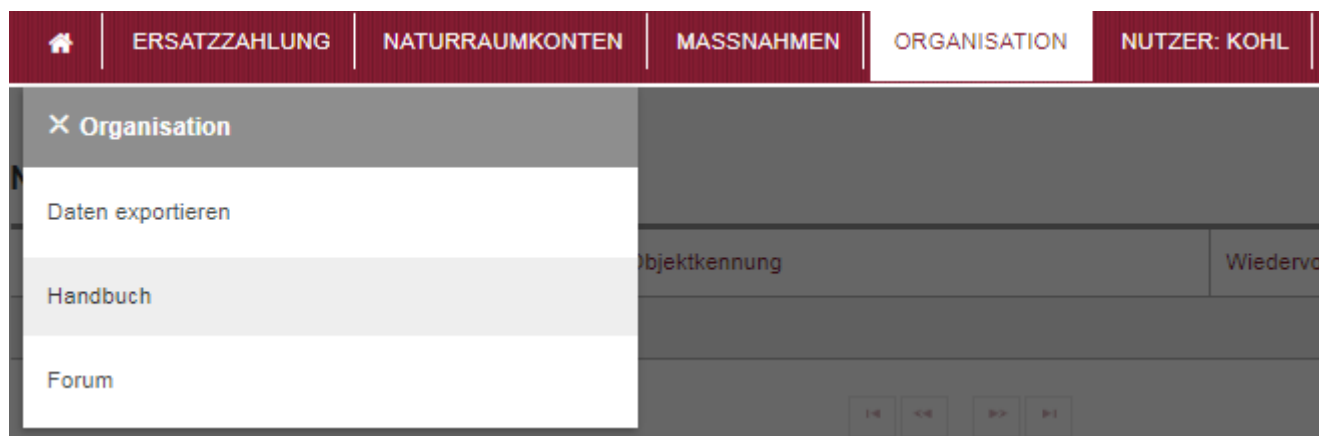 ERSATZZAHLUNG NATURRAUMKONTEN MASSNAHMEN ORGANISATION NUTZER: KOHL
Organisation
Daten exportieren
Objektkennung
Handbuch
Forum